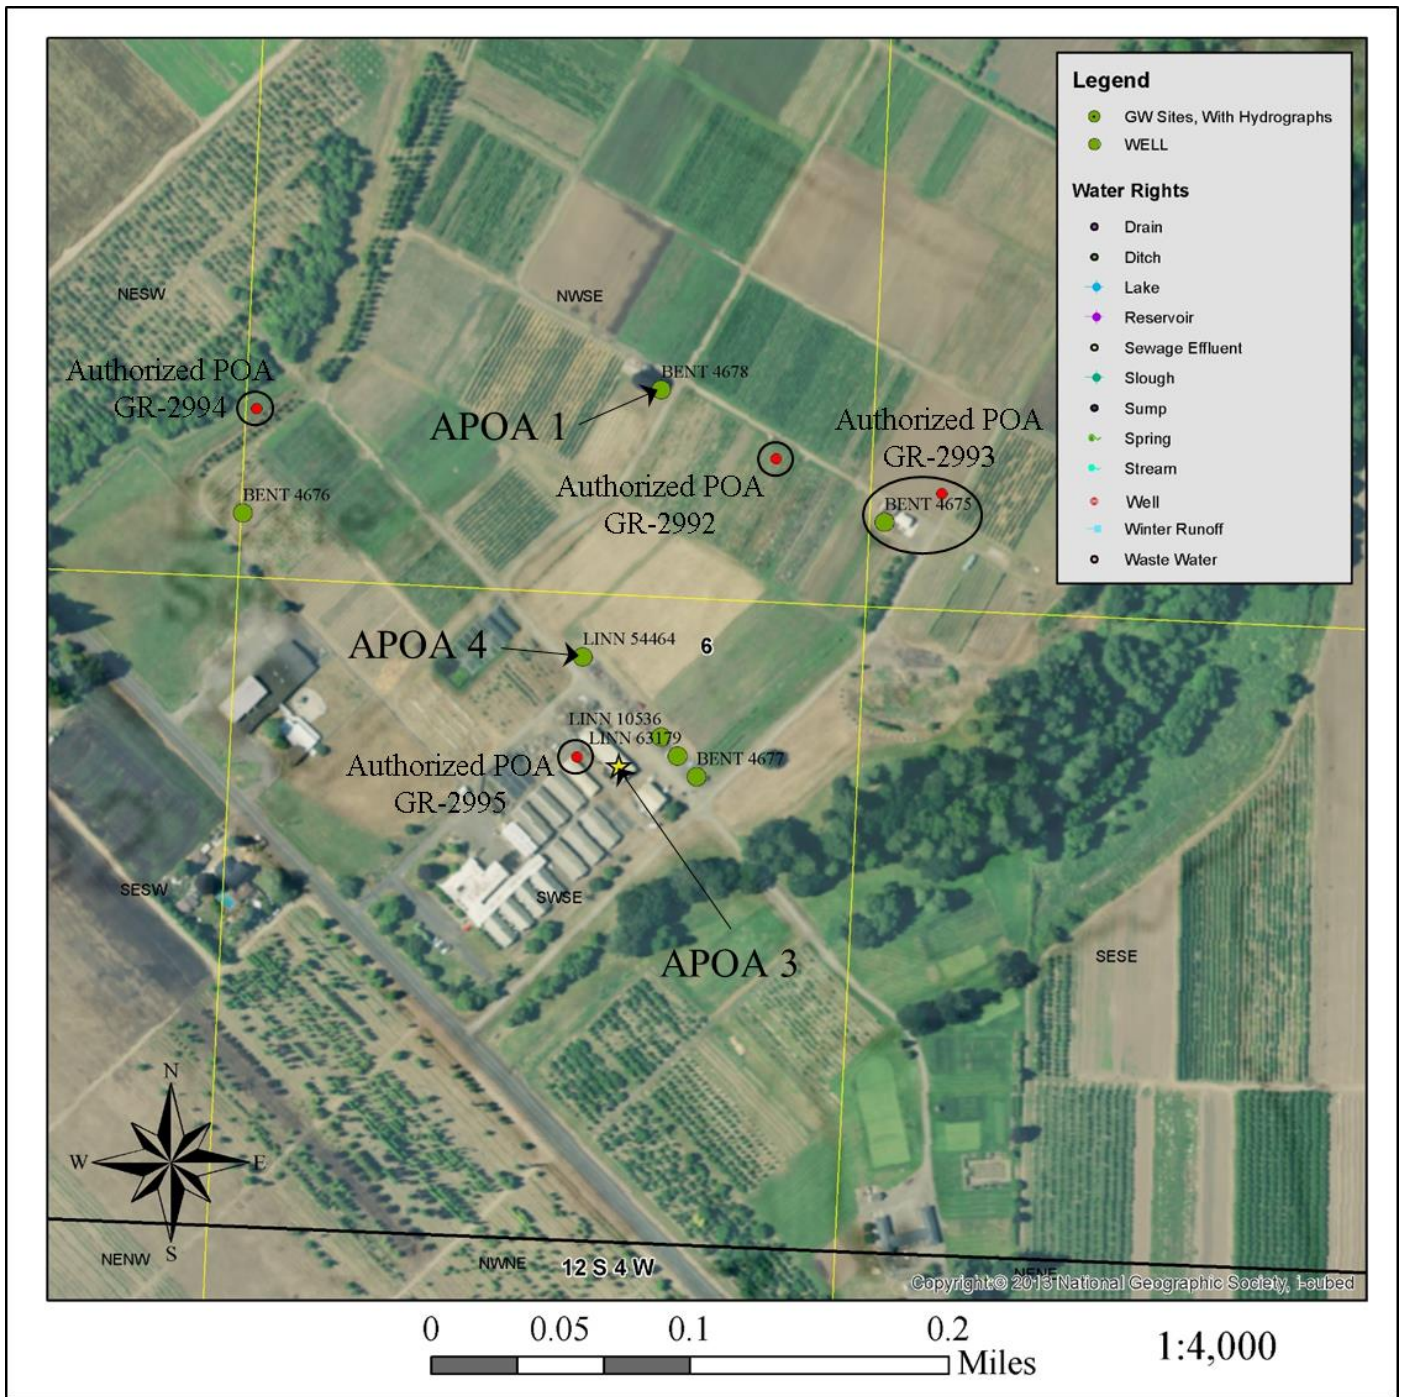 Legend
GW Sites, With Hydrographs
WELL
Water Rights
Drain
Ditch
Lake
Reservoir
Sewage Effluent
Slough
Sump
Spring
Stream
Well
Winter Runoff
Waste Water
NESW
NWSE
Authorized POA
GR-2994
BENT 4678
APOA 1
Authorized POA
GR-2993
Authorized POA
GR-2992
BENT 4676
BENT 4675
APOA 4
LINN 54464
6
LINN 10536
LINN 63179
BENT 4677
Authorized POA
GR-2995
SESW
SWSE
APOA 3
SESE
N
W
E
S
NENW
NWNE
12 S 4 W
NENE
Copyright:© 2013 National Geographic Society, i-cubed
0
0.05
0.1
0.2
Miles
1:4,000